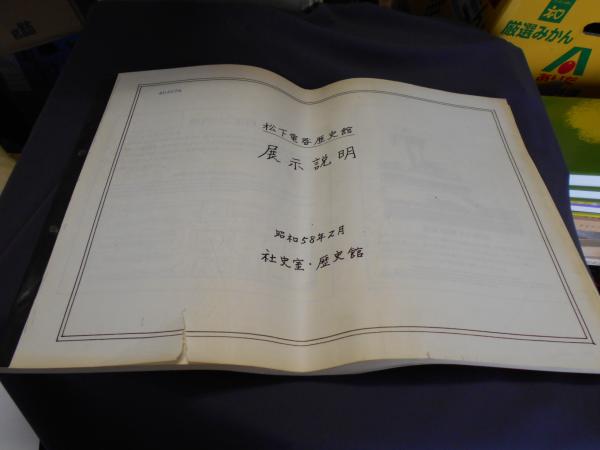 松下電器歴史館
展示説明
昭和58年2月
社史室・歴史館
厳選みかん